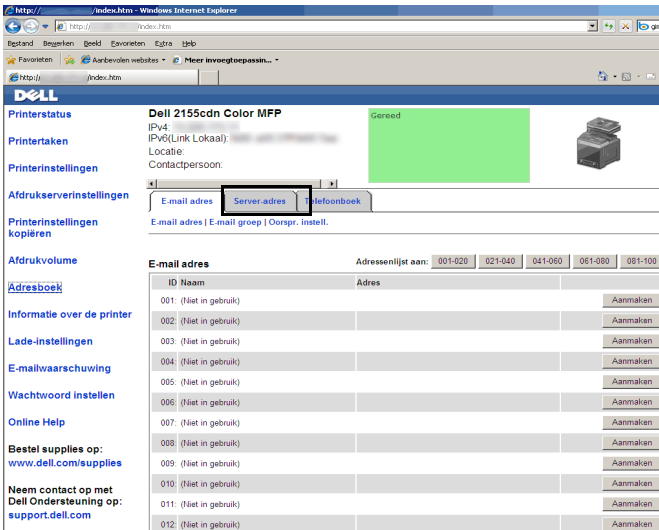 http:// /index.htm - Windows Internet Explorer
http:// /index.htm
Bestand Bewerken Beeld Favorieten Extra Help
Favorieten Aanbevolen websites Meer invoegtoepassin...
http:// /index.htm
DELL
Printerstatus
Printertaken
Printerinstellingen
Afdrukserverinstellingen
Printerinstellingen
kopiëren
Afdrukvolume
Adresboek
Informatie over de printer
Lade-instellingen
E-mailwaarschuwing
Wachtwoord instellen
Online Help
Bestel supplies op:
www.dell.com/supplies
Neem contact op met
Dell Ondersteuning op:
support.dell.com
Dell 2155cdn Color MFP
IPv4:
IPv6(Link Lokaal):
Locatie:
Contactpersoon:
Gereed
E-mail adres Server-adres Telefoonboek
E-mail adres | E-mail groep | Oorspr. instell.
E-mail adres Adressenlijst aan: 001-020 021-040 041-060 061-080 081-100
ID Naam Adres
001: (Niet in gebruik) Aanmaken
002: (Niet in gebruik) Aanmaken
003: (Niet in gebruik) Aanmaken
004: (Niet in gebruik) Aanmaken
005: (Niet in gebruik) Aanmaken
006: (Niet in gebruik) Aanmaken
007: (Niet in gebruik) Aanmaken
008: (Niet in gebruik) Aanmaken
009: (Niet in gebruik) Aanmaken
010: (Niet in gebruik) Aanmaken
011: (Niet in gebruik) Aanmaken
012: (Niet in gebruik) Aanmaken